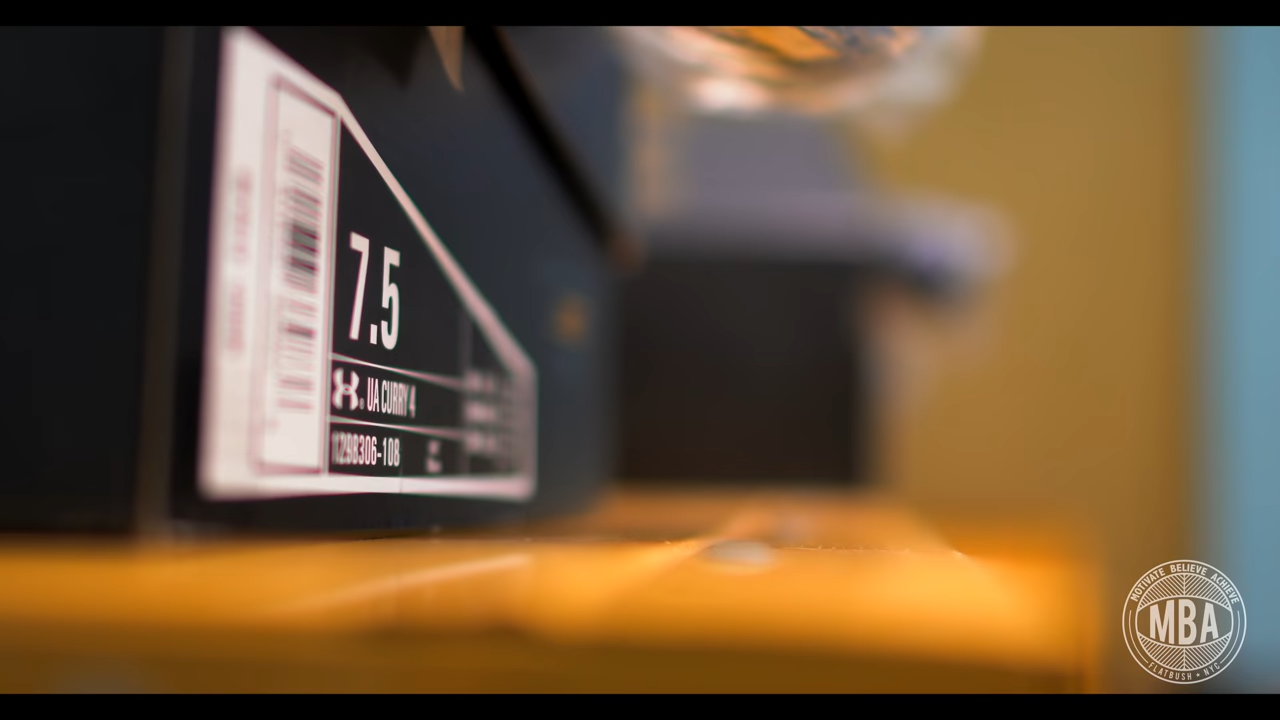 7.5
UA CURRY 4
1298306-108
MOTIVATE BELIEVE ACHIEVE
MBA
FLATBUSH • NYC